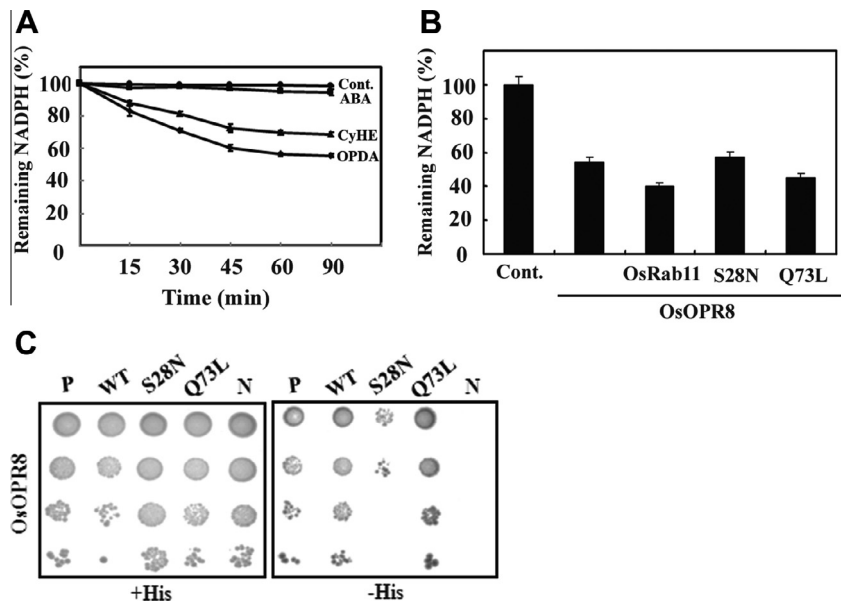 A
Remaining NADPH (%)
100
80
60
40
20
0
Cont.
ABA
CyHE
OPDA
15 30 45 60 90
Time (min)
B
Remaining NADPH (%)
100
80
60
40
20
0
Cont.
OsRab11 S28N Q73L
OsOPR8
C
P WT S28N Q73L N
P WT S28N Q73L N
OsOPR8
+His
-His